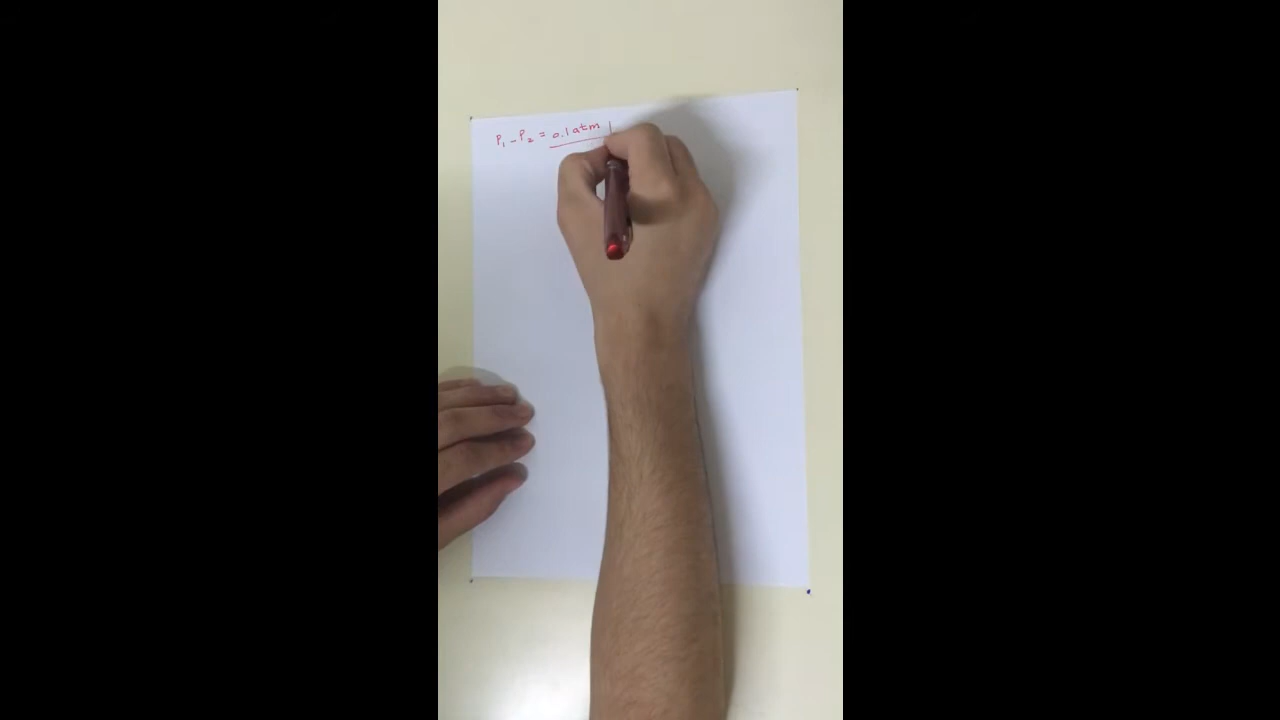 P₁ - P₂ = 0.1 atm